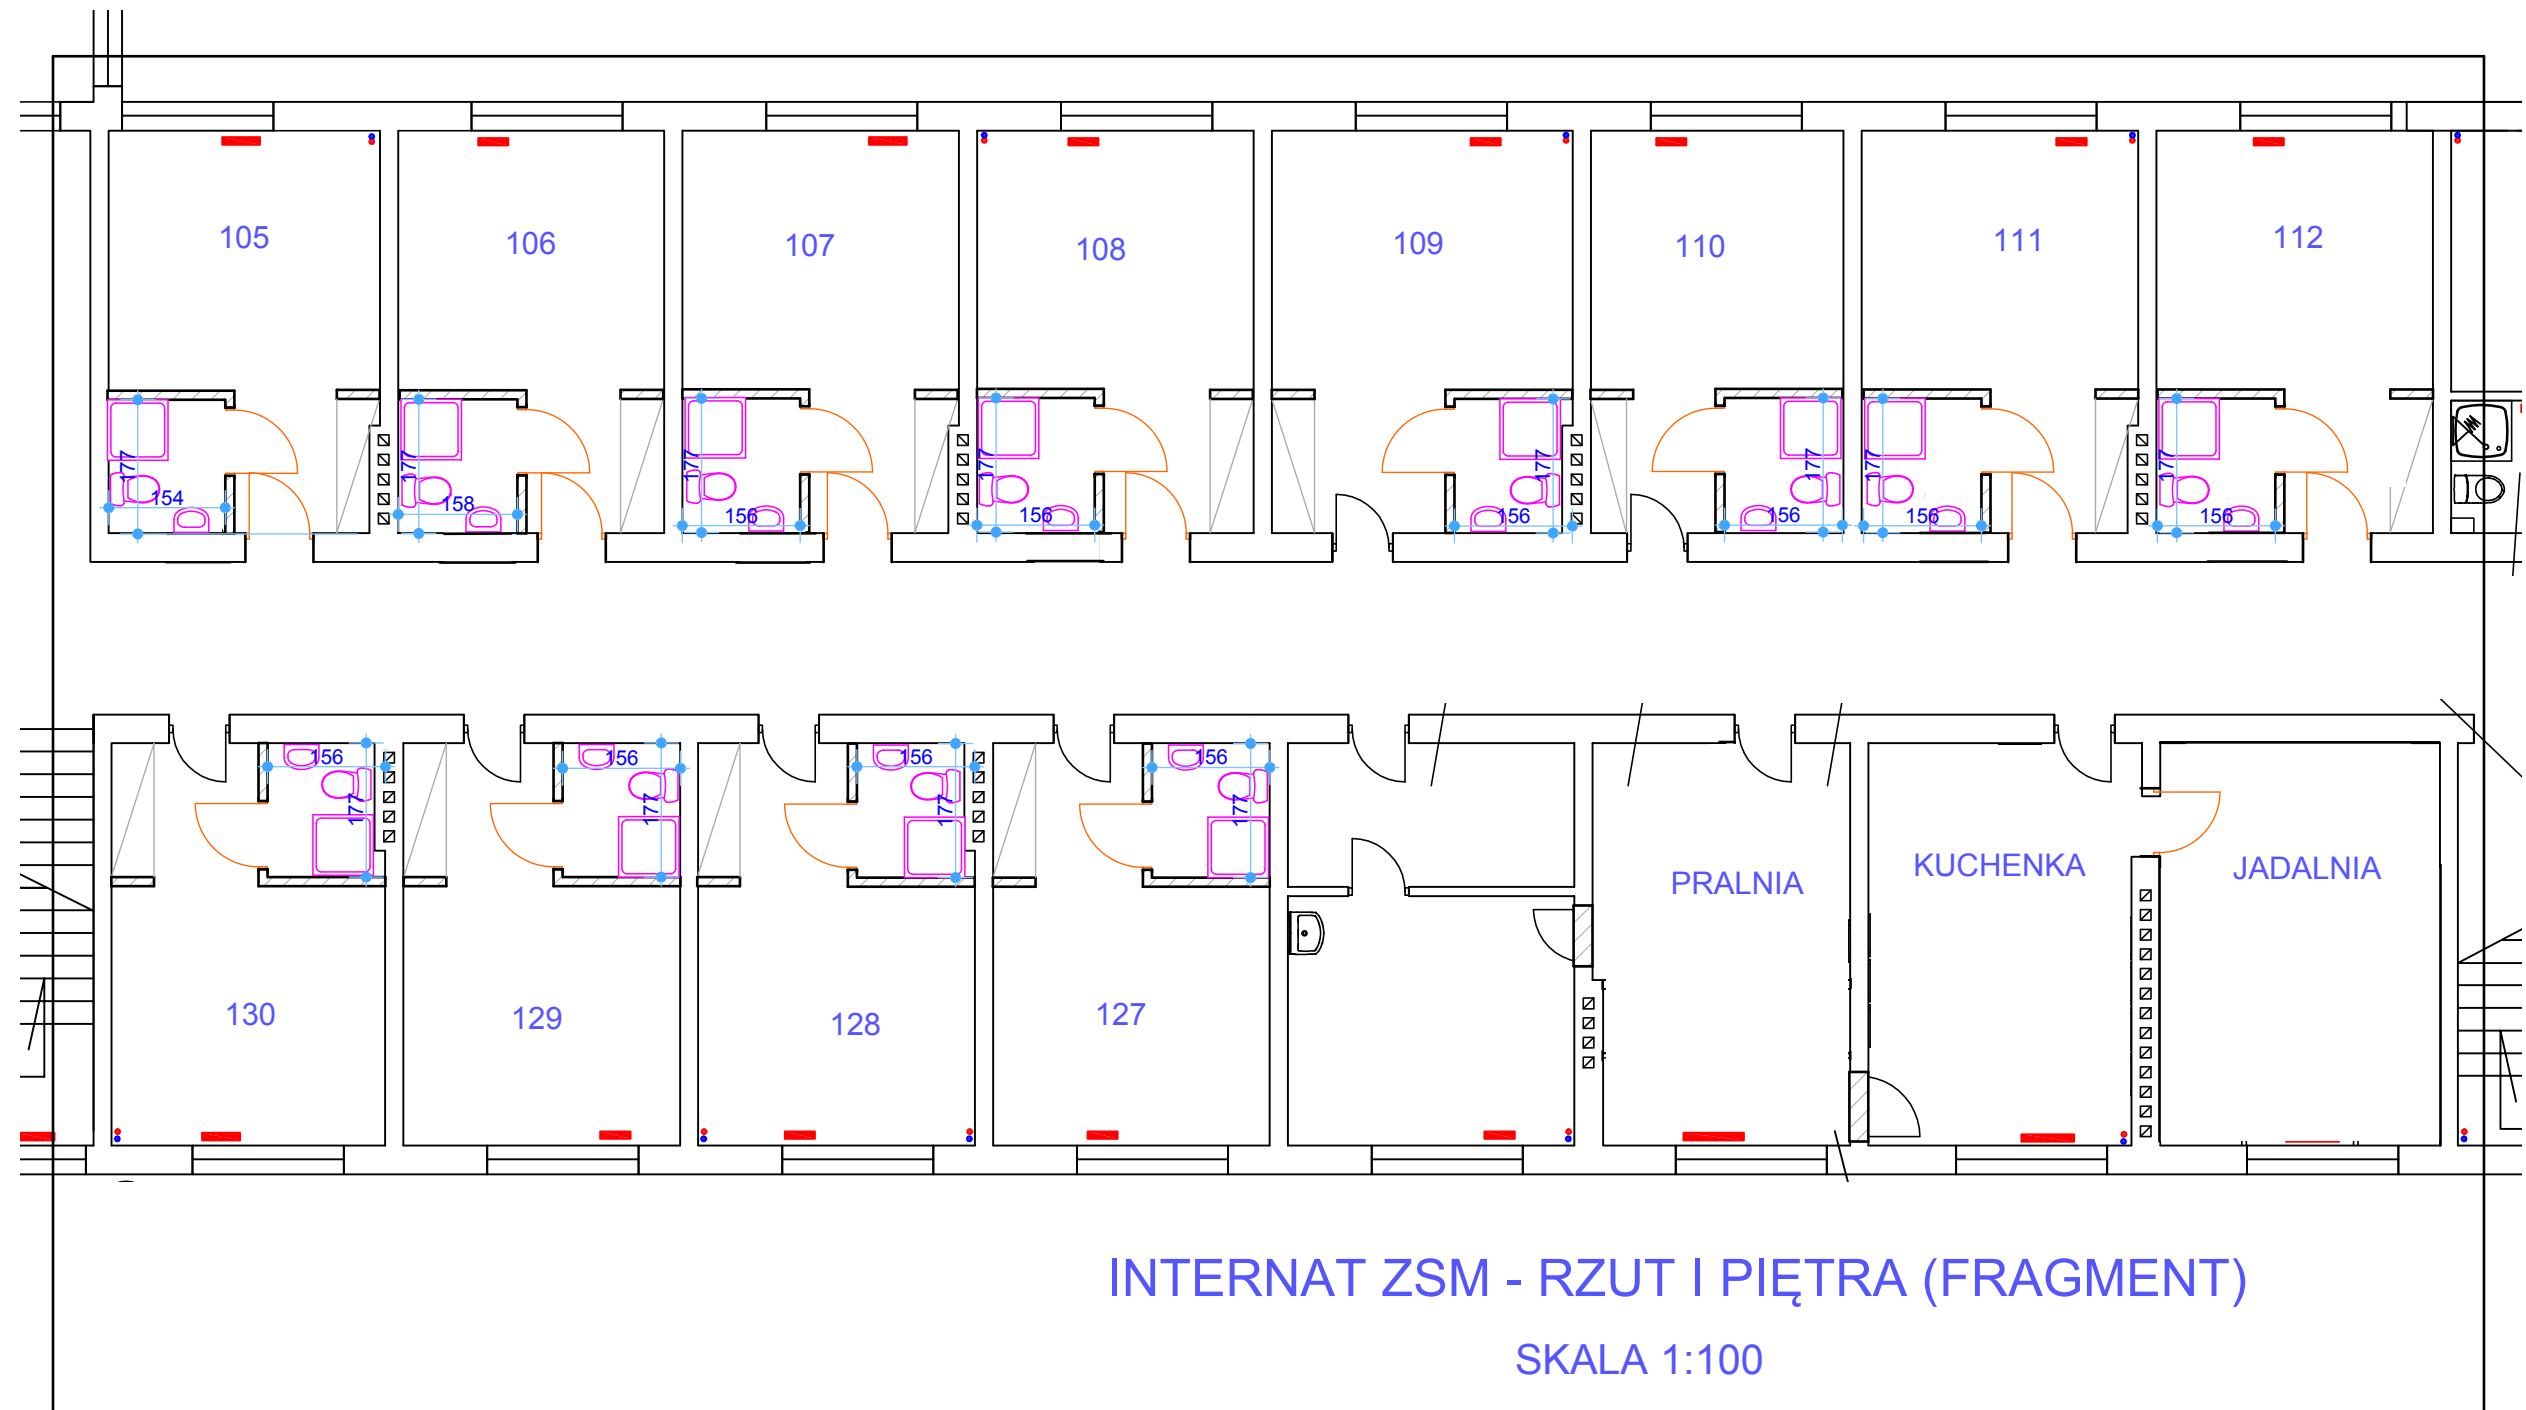 105 106 107 108 109 110 111 112
177 177 177 177 177 177 177 177
154 158 156 156 156 156 156 156
156 156 156 156
177 177 177 177
PRALNIA KUCHENKA JADALNIA
130 129 128 127
INTERNAT ZSM - RZUT I PIĘTRA (FRAGMENT)
SKALA 1:100